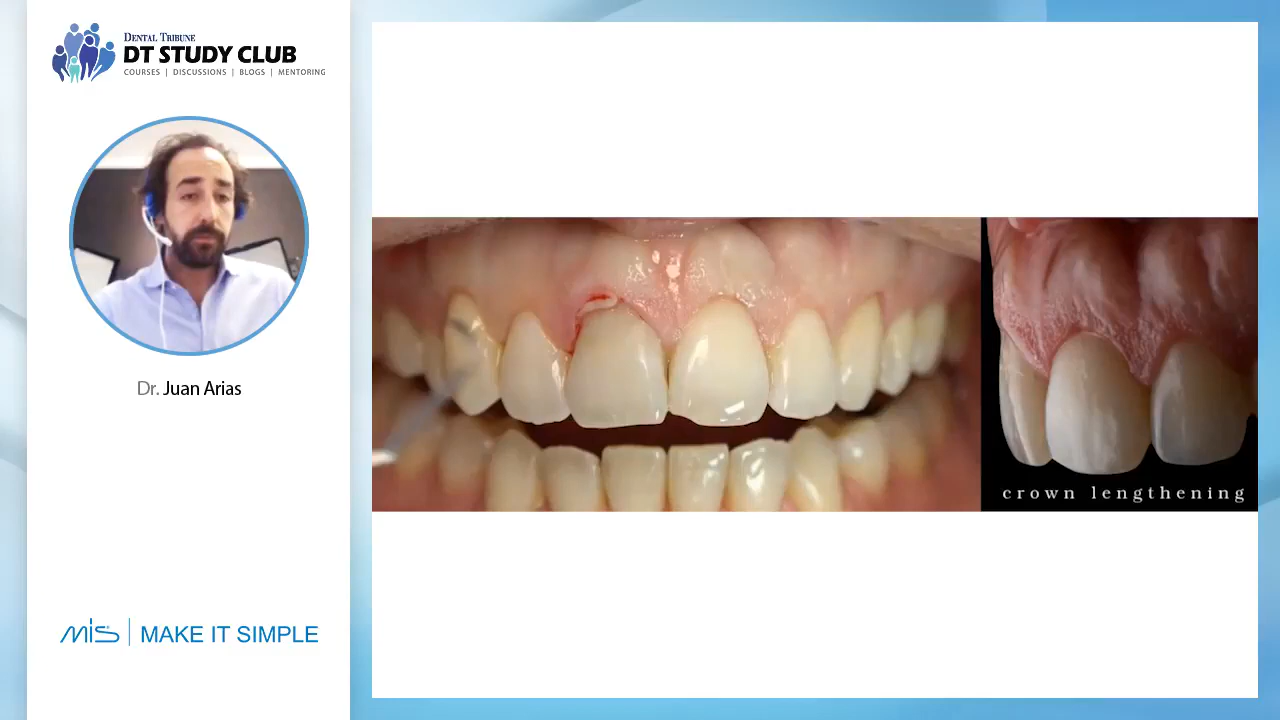 DENTAL TRIBUNE
DT STUDY CLUB
COURSES | DISCUSSIONS | BLOGS | MENTORING
Dr. Juan Arias
crown lengthening
mis | MAKE IT SIMPLE